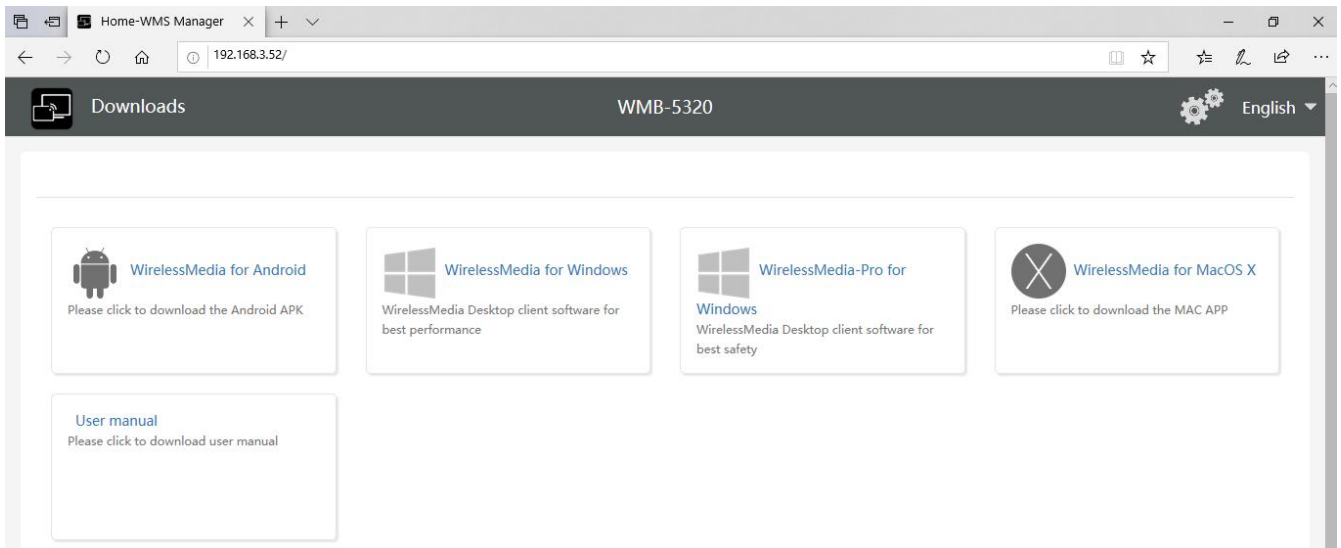 Home-WMS Manager
192.168.3.52/
Downloads
WMB-5320
English
WirelessMedia for Android
Please click to download the Android APK
WirelessMedia for Windows
WirelessMedia Desktop client software for
best performance
WirelessMedia-Pro for
Windows
WirelessMedia Desktop client software for
best safety
WirelessMedia for MacOS X
Please click to download the MAC APP
User manual
Please click to download user manual